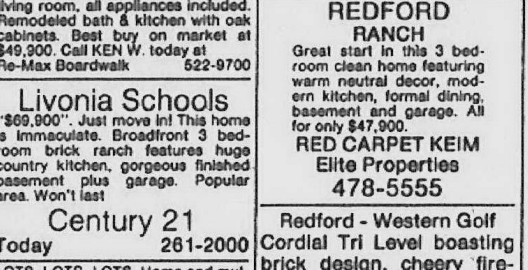 living room, all appliances included.
Remodeled bath & kitchen with oak
cabinets. Best buy on market at
$49,900. Call KEN W. today at
Re-Max Boardwalk 522-9700
Livonia Schools
"$69,900". Just move in! This home
is immaculate. Broadfront 3 bed-
room brick ranch features huge
country kitchen, gorgeous finished
basement plus garage. Popular
area. Won't last
Century 21
Today 261-2000
LOTS, LOTS, LOTS. Home and
REDFORD
RANCH
Great start in this 3 bed-
room clean home featuring
warm neutral decor, mod-
ern kitchen, formal dining,
basement and garage. All
for only $47,900.
RED CARPET KEIM
Elite Properties
478-5555
Redford - Western Golf
Cordial Tri Level boasting
brick design, cheery fire-